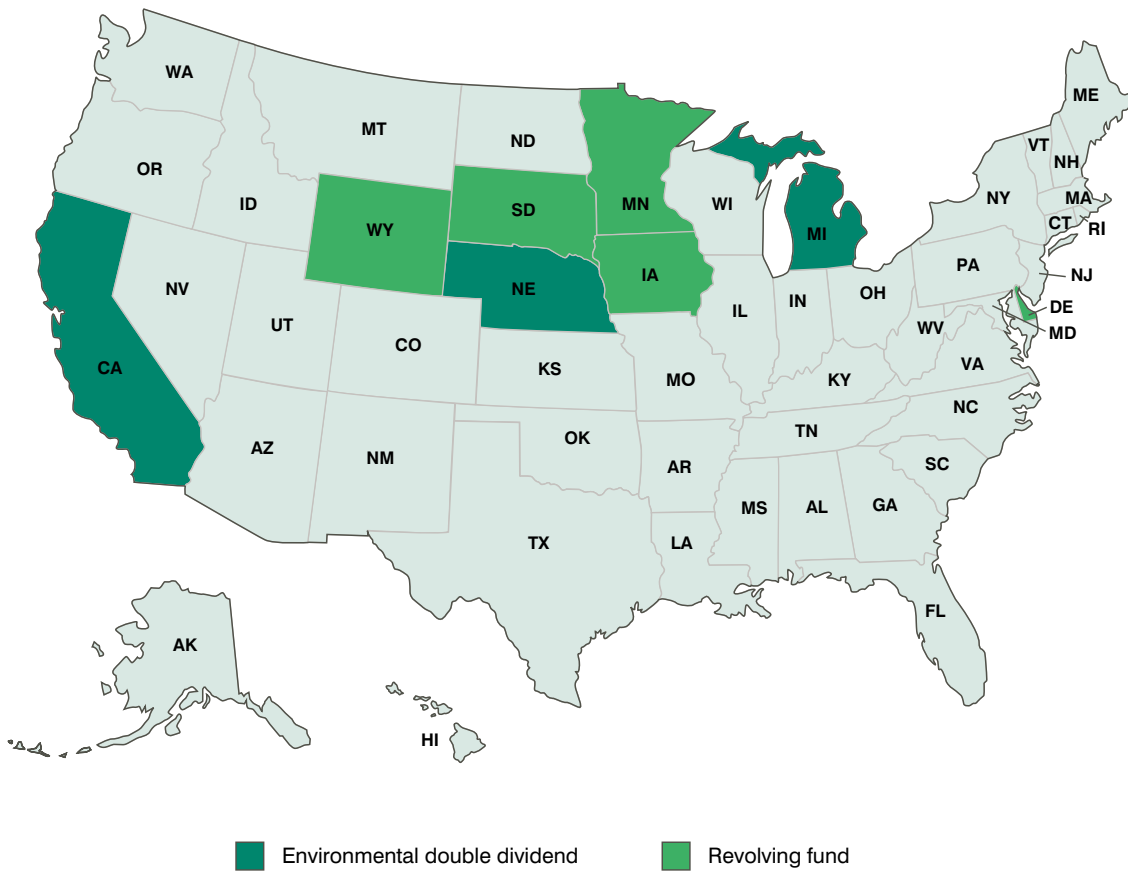 WA
ME
MT
ND
VT
OR
NH
MN
ID
WI
NY
MA
SD
CT
RI
WY
MI
PA
IA
NJ
NE
NV
OH
IN
DE
IL
UT
WV
MD
CO
VA
CA
KS
MO
KY
NC
TN
OK
AZ
NM
AR
SC
MS
AL
GA
TX
LA
FL
AK
HI
Environmental double dividend
Revolving fund